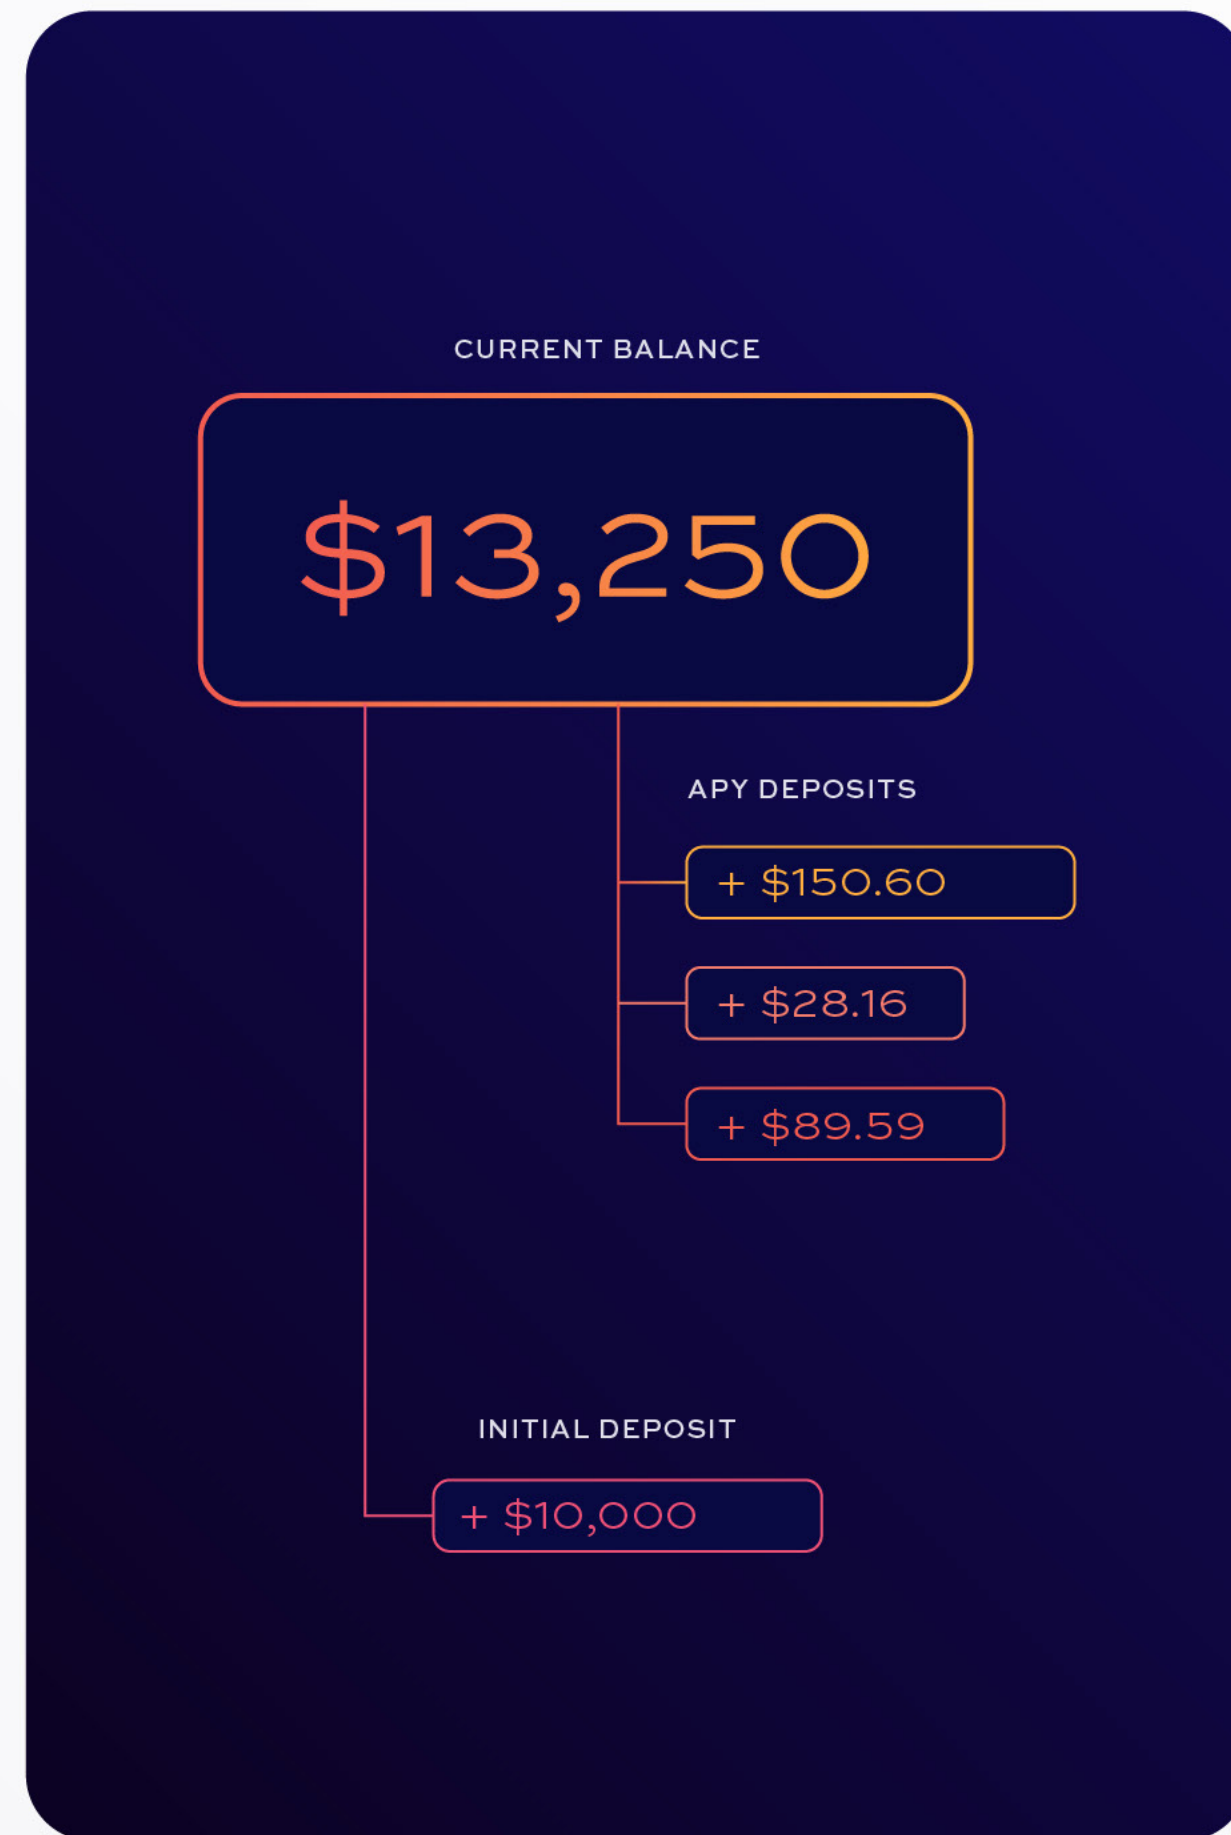 CURRENT BALANCE
$13,250
APY DEPOSITS
+ $150.60
+ $28.16
+ $89.59
INITIAL DEPOSIT
+ $10,000